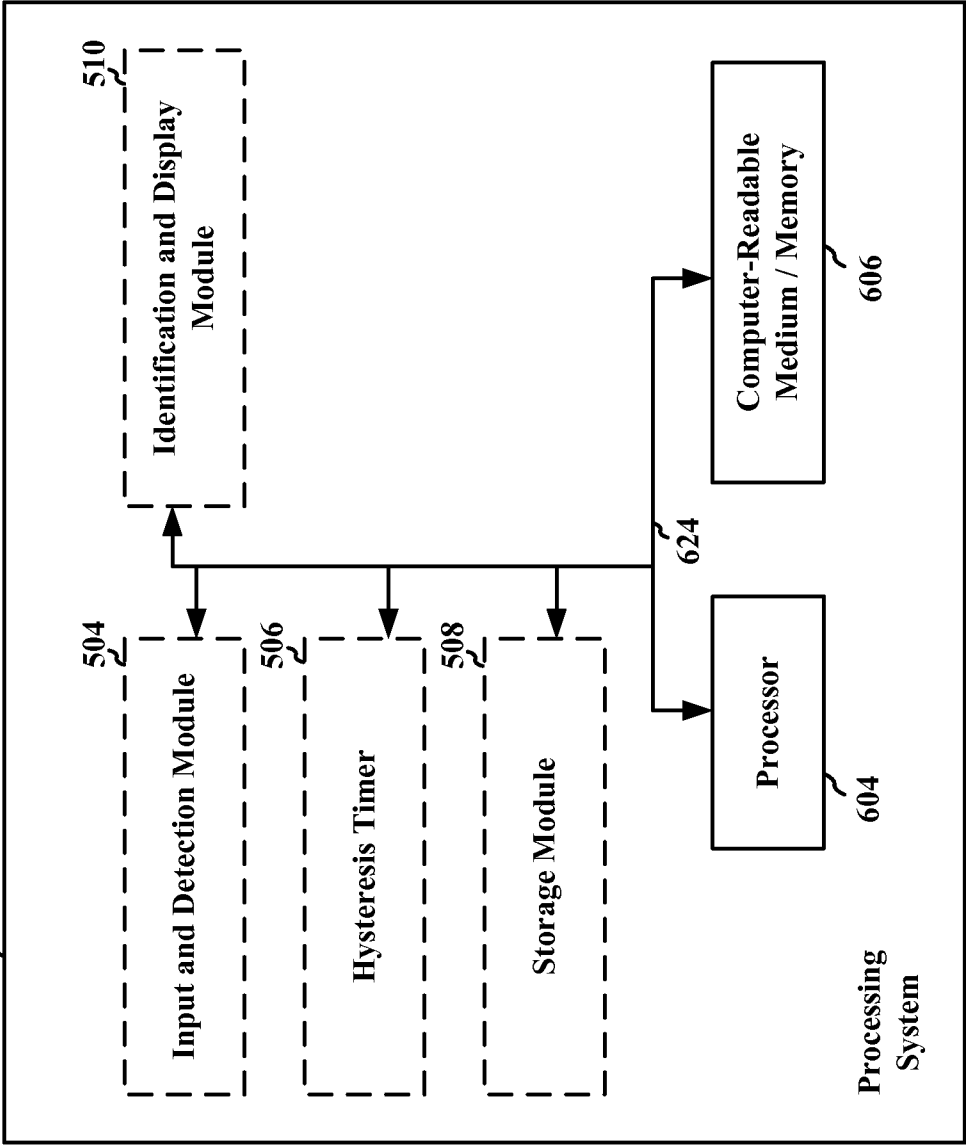 510
Identification and Display
Module
504
Input and Detection Module
506
Hysteresis Timer
508
Storage Module
624
Processor
604
Computer-Readable
Medium / Memory
606
Processing
System